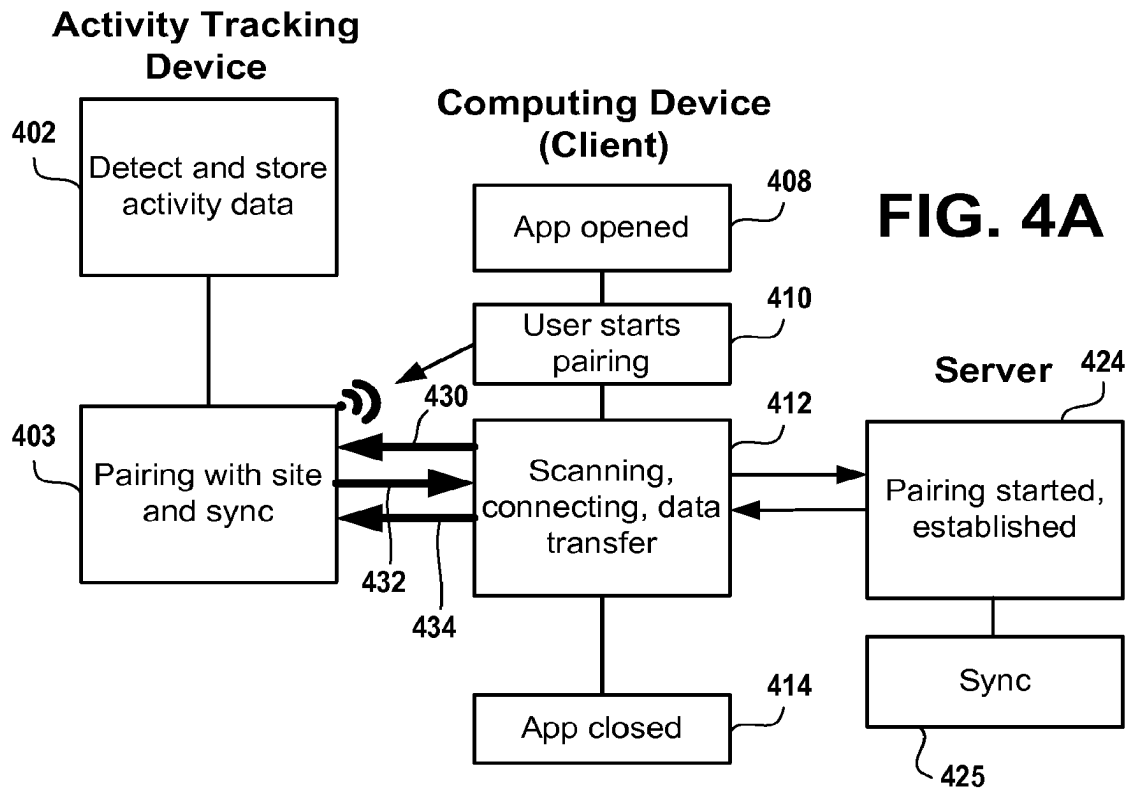 Activity Tracking
Device
402
Detect and store
activity data
403
Pairing with site
and sync
Computing Device
(Client)
App opened
408
User starts
pairing
410
430
432
434
Scanning,
connecting, data
transfer
412
App closed
414
FIG. 4A
Server
424
Pairing started,
established
Sync
425